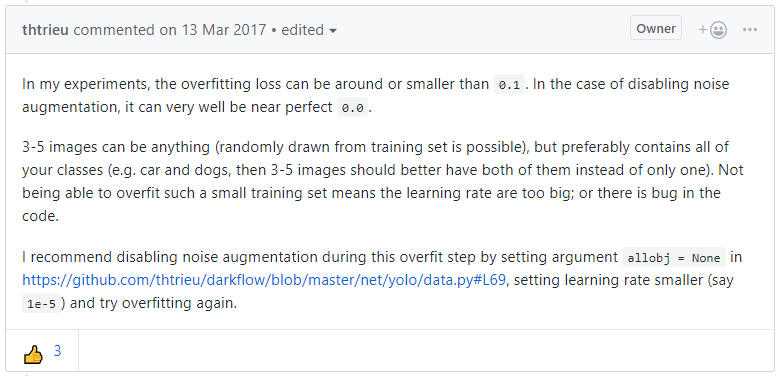 thtrieu commented on 13 Mar 2017 • edited
Owner
In my experiments, the overfitting loss can be around or smaller than 0.1 . In the case of disabling noise
augmentation, it can very well be near perfect 0.0 .
3-5 images can be anything (randomly drawn from training set is possible), but preferably contains all of
your classes (e.g. car and dogs, then 3-5 images should better have both of them instead of only one). Not
being able to overfit such a small training set means the learning rate are too big; or there is bug in the
code.
I recommend disabling noise augmentation during this overfit step by setting argument allobj = None in
https://github.com/thtrieu/darkflow/blob/master/net/yolo/data.py#L69, setting learning rate smaller (say
1e-5 ) and try overfitting again.
3